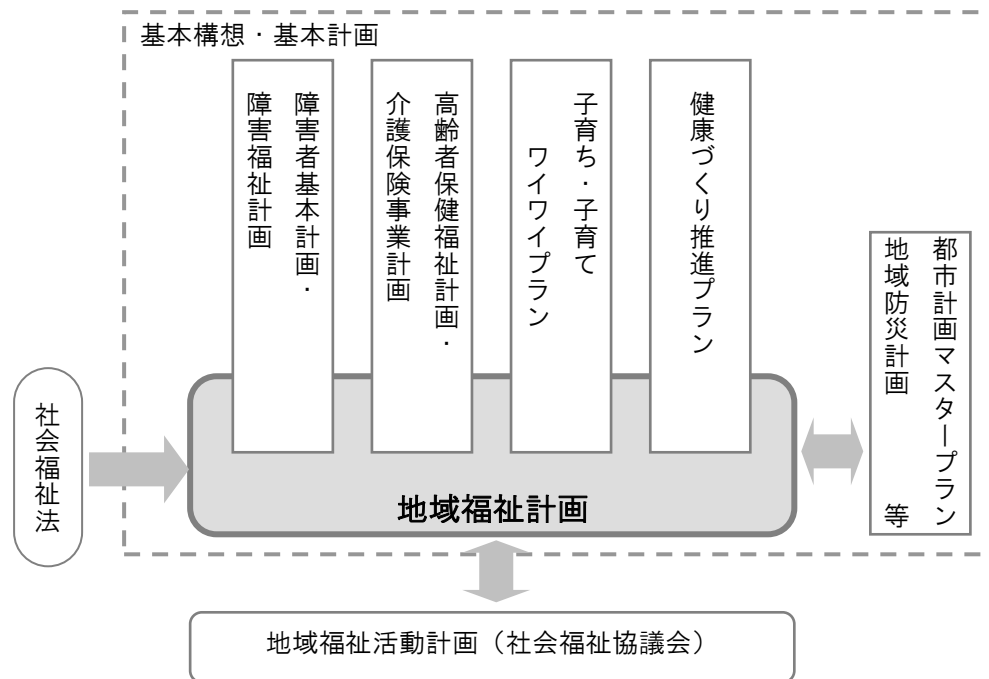 基本構想・基本計画
障害者基本計画・
障害福祉計画
高齢者保健福祉計画・
介護保険事業計画
子育ち・子育て
ワイワイプラン
健康づくり推進プラン
都市計画マスタープラン
地域防災計画 等
社会福祉法
地域福祉計画
地域福祉活動計画（社会福祉協議会）